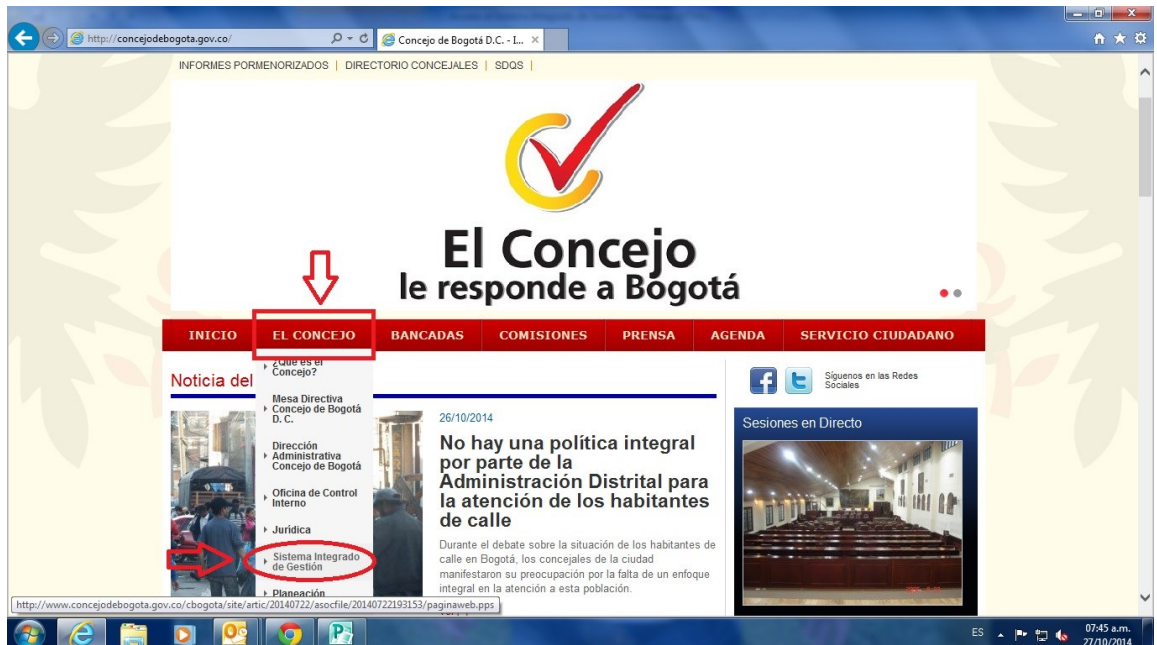 http://concejodebogota.gov.co/
Concejo de Bogotá D.C. - I...
INFORMES PORMENORIZADOS | DIRECTORIO CONCEJALES | SDQS |
El Concejo
le responde a Bogotá
INICIO EL CONCEJO BANCADAS COMISIONES PRENSA AGENDA SERVICIO CIUDADANO
¿Qué es el
Concejo?
Mesa Directiva
Concejo de Bogotá
D. C.
Dirección
Administrativa
Concejo de Bogotá
Oficina de Control
Interno
Jurídica
Sistema Integrado
de Gestión
Planeación
Noticia del
26/10/2014
No hay una política integral
por parte de la
Administración Distrital para
la atención de los habitantes
de calle
Durante el debate sobre la situación de los habitantes de
calle en Bogotá, los concejales de la ciudad
manifestaron su preocupación por la falta de un enfoque
integral en la atención a esta población.
Síguenos en las Redes
Sociales
Sesiones en Directo
http://www.concejodebogota.gov.co/cbogota/site/artic/20140722/asocfile/20140722193153/paginaweb.pps
ES
07:45 a.m.
27/10/2014